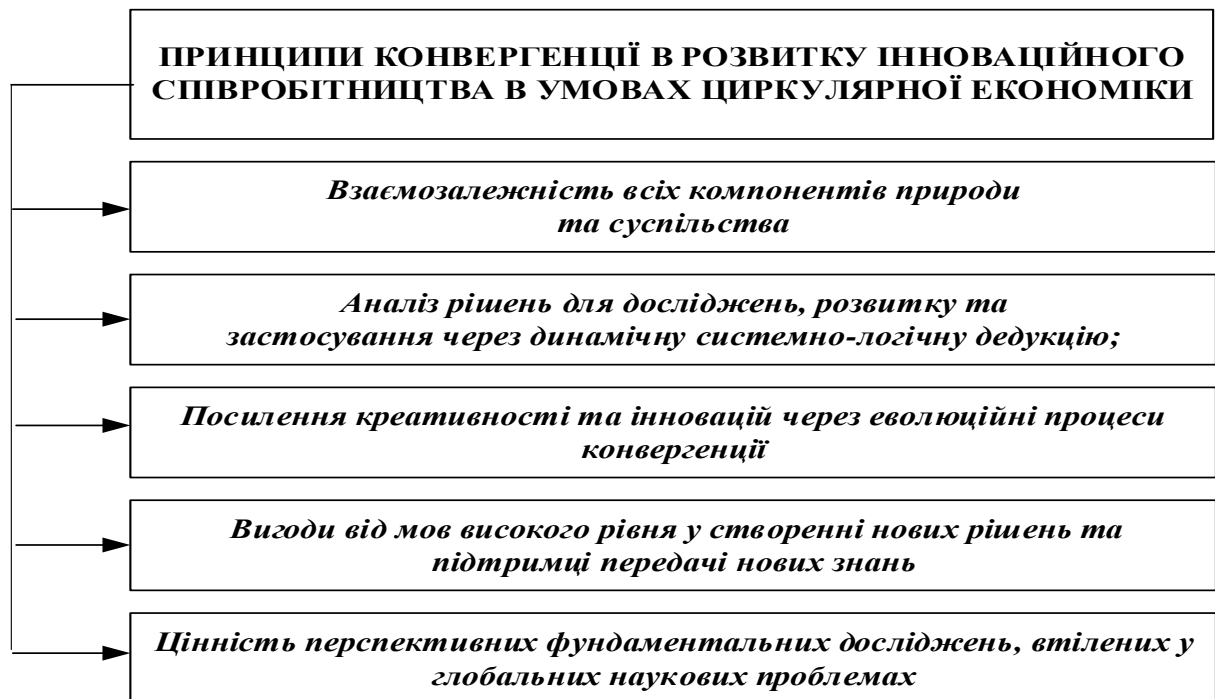 ПРИНЦИПИ КОНВЕРГЕНЦІЇ В РОЗВИТКУ ІННОВАЦІЙНОГО
СПІВРОБІТНИЦТВА В УМОВАХ ЦИРКУЛЯРНОЇ ЕКОНОМІКИ
Взаємозалежність всіх компонентів природи
та суспільства
Аналіз рішень для досліджень, розвитку та
застосування через динамічну системно-логічну дедукцію;
Посилення креативності та інновацій через еволюційні процеси
конвергенції
Вигоди від мов високого рівня у створенні нових рішень та
підтримці передачі нових знань
Цінність перспективних фундаментальних досліджень, втілених у
глобальних наукових проблемах